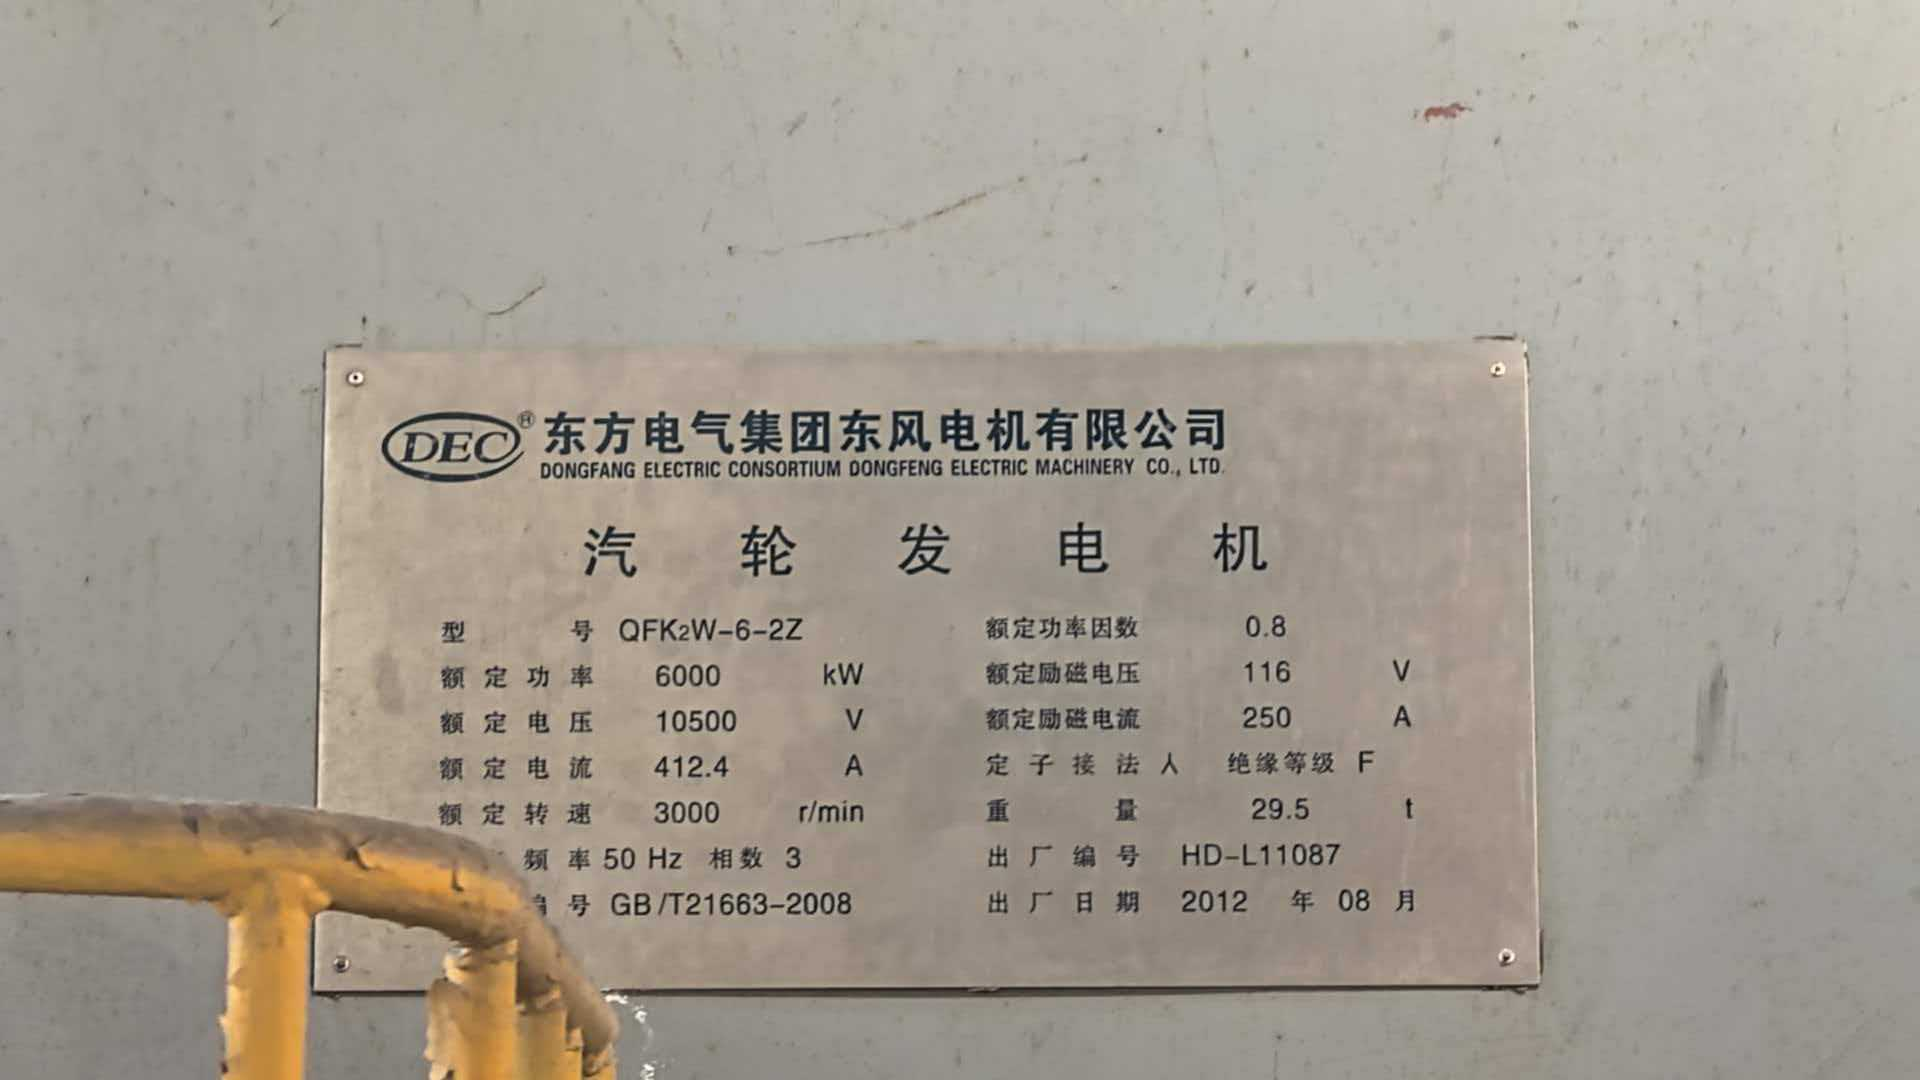 DEC® 东方电气集团东风电机有限公司
DONGFANG ELECTRIC CONSORTIUM DONGFENG ELECTRIC MACHINERY CO., LTD.
汽轮发电机
型号 QFK2W-6-2Z 额定功率因数 0.8
额定功率 6000 kW 额定励磁电压 116 V
额定电压 10500 V 额定励磁电流 250 A
额定电流 412.4 A 定子接法 人 绝缘等级 F
额定转速 3000 r/min 重量 29.5 t
频率 50 Hz 相数 3 出厂编号 HD-L11087
号 GB/T21663-2008 出厂日期 2012 年 08 月